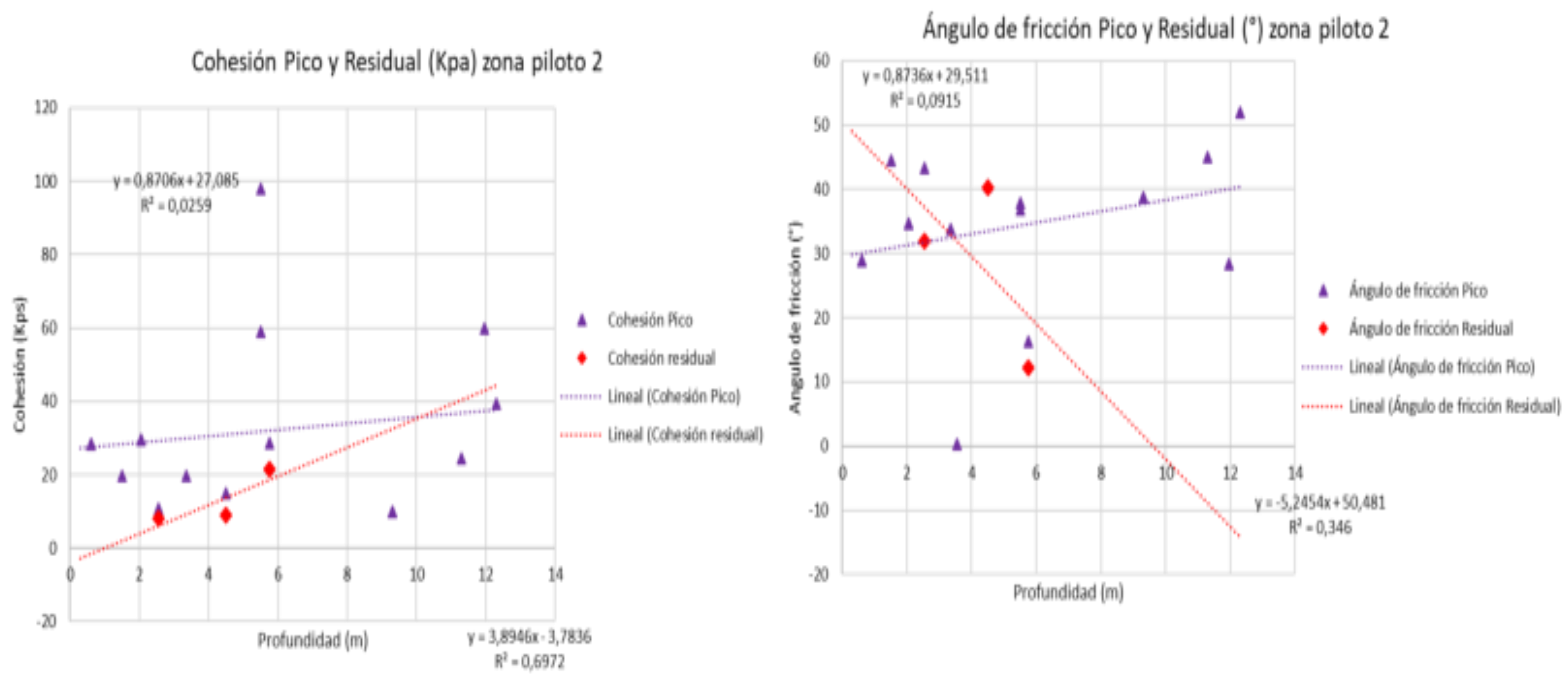 Cohesión Pico y Residual (Kpa) zona piloto 2
120
100
80
60
40
20
0
-20
0 2 4 6 8 10 12 14
y = 0,8706x + 27,085
R² = 0,0259
y = 3,8946x - 3,7836
R² = 0,6972
Cohesión (Kps)
Profundidad (m)
Cohesión Pico
Cohesión residual
Lineal (Cohesión Pico)
Lineal (Cohesión residual)
Ángulo de fricción Pico y Residual (°) zona piloto 2
60
50
40
30
20
10
0
-10
-20
0 2 4 6 8 10 12 14
y = 0,8736x + 29,511
R² = 0,0915
y = -5,2454x + 50,481
R² = 0,346
Angulo de fricción (°)
Profundidad (m)
Ángulo de fricción Pico
Ángulo de fricción Residual
Lineal (Ángulo de fricción Pico)
Lineal (Ángulo de fricción Residual)